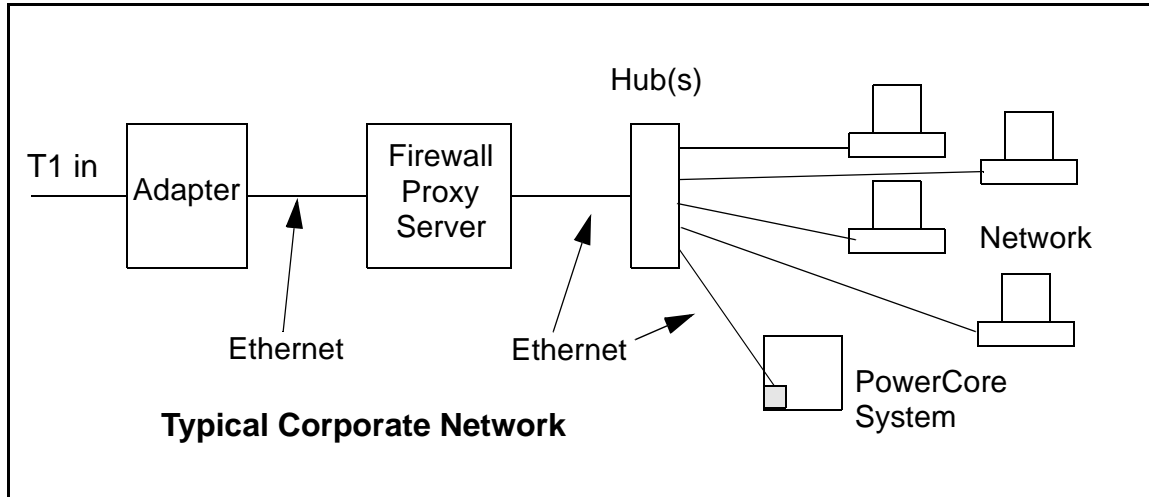 Hub(s)
T1 in
Adapter
Firewall
Proxy
Server
Network
Ethernet
Ethernet
PowerCore
System
Typical Corporate Network